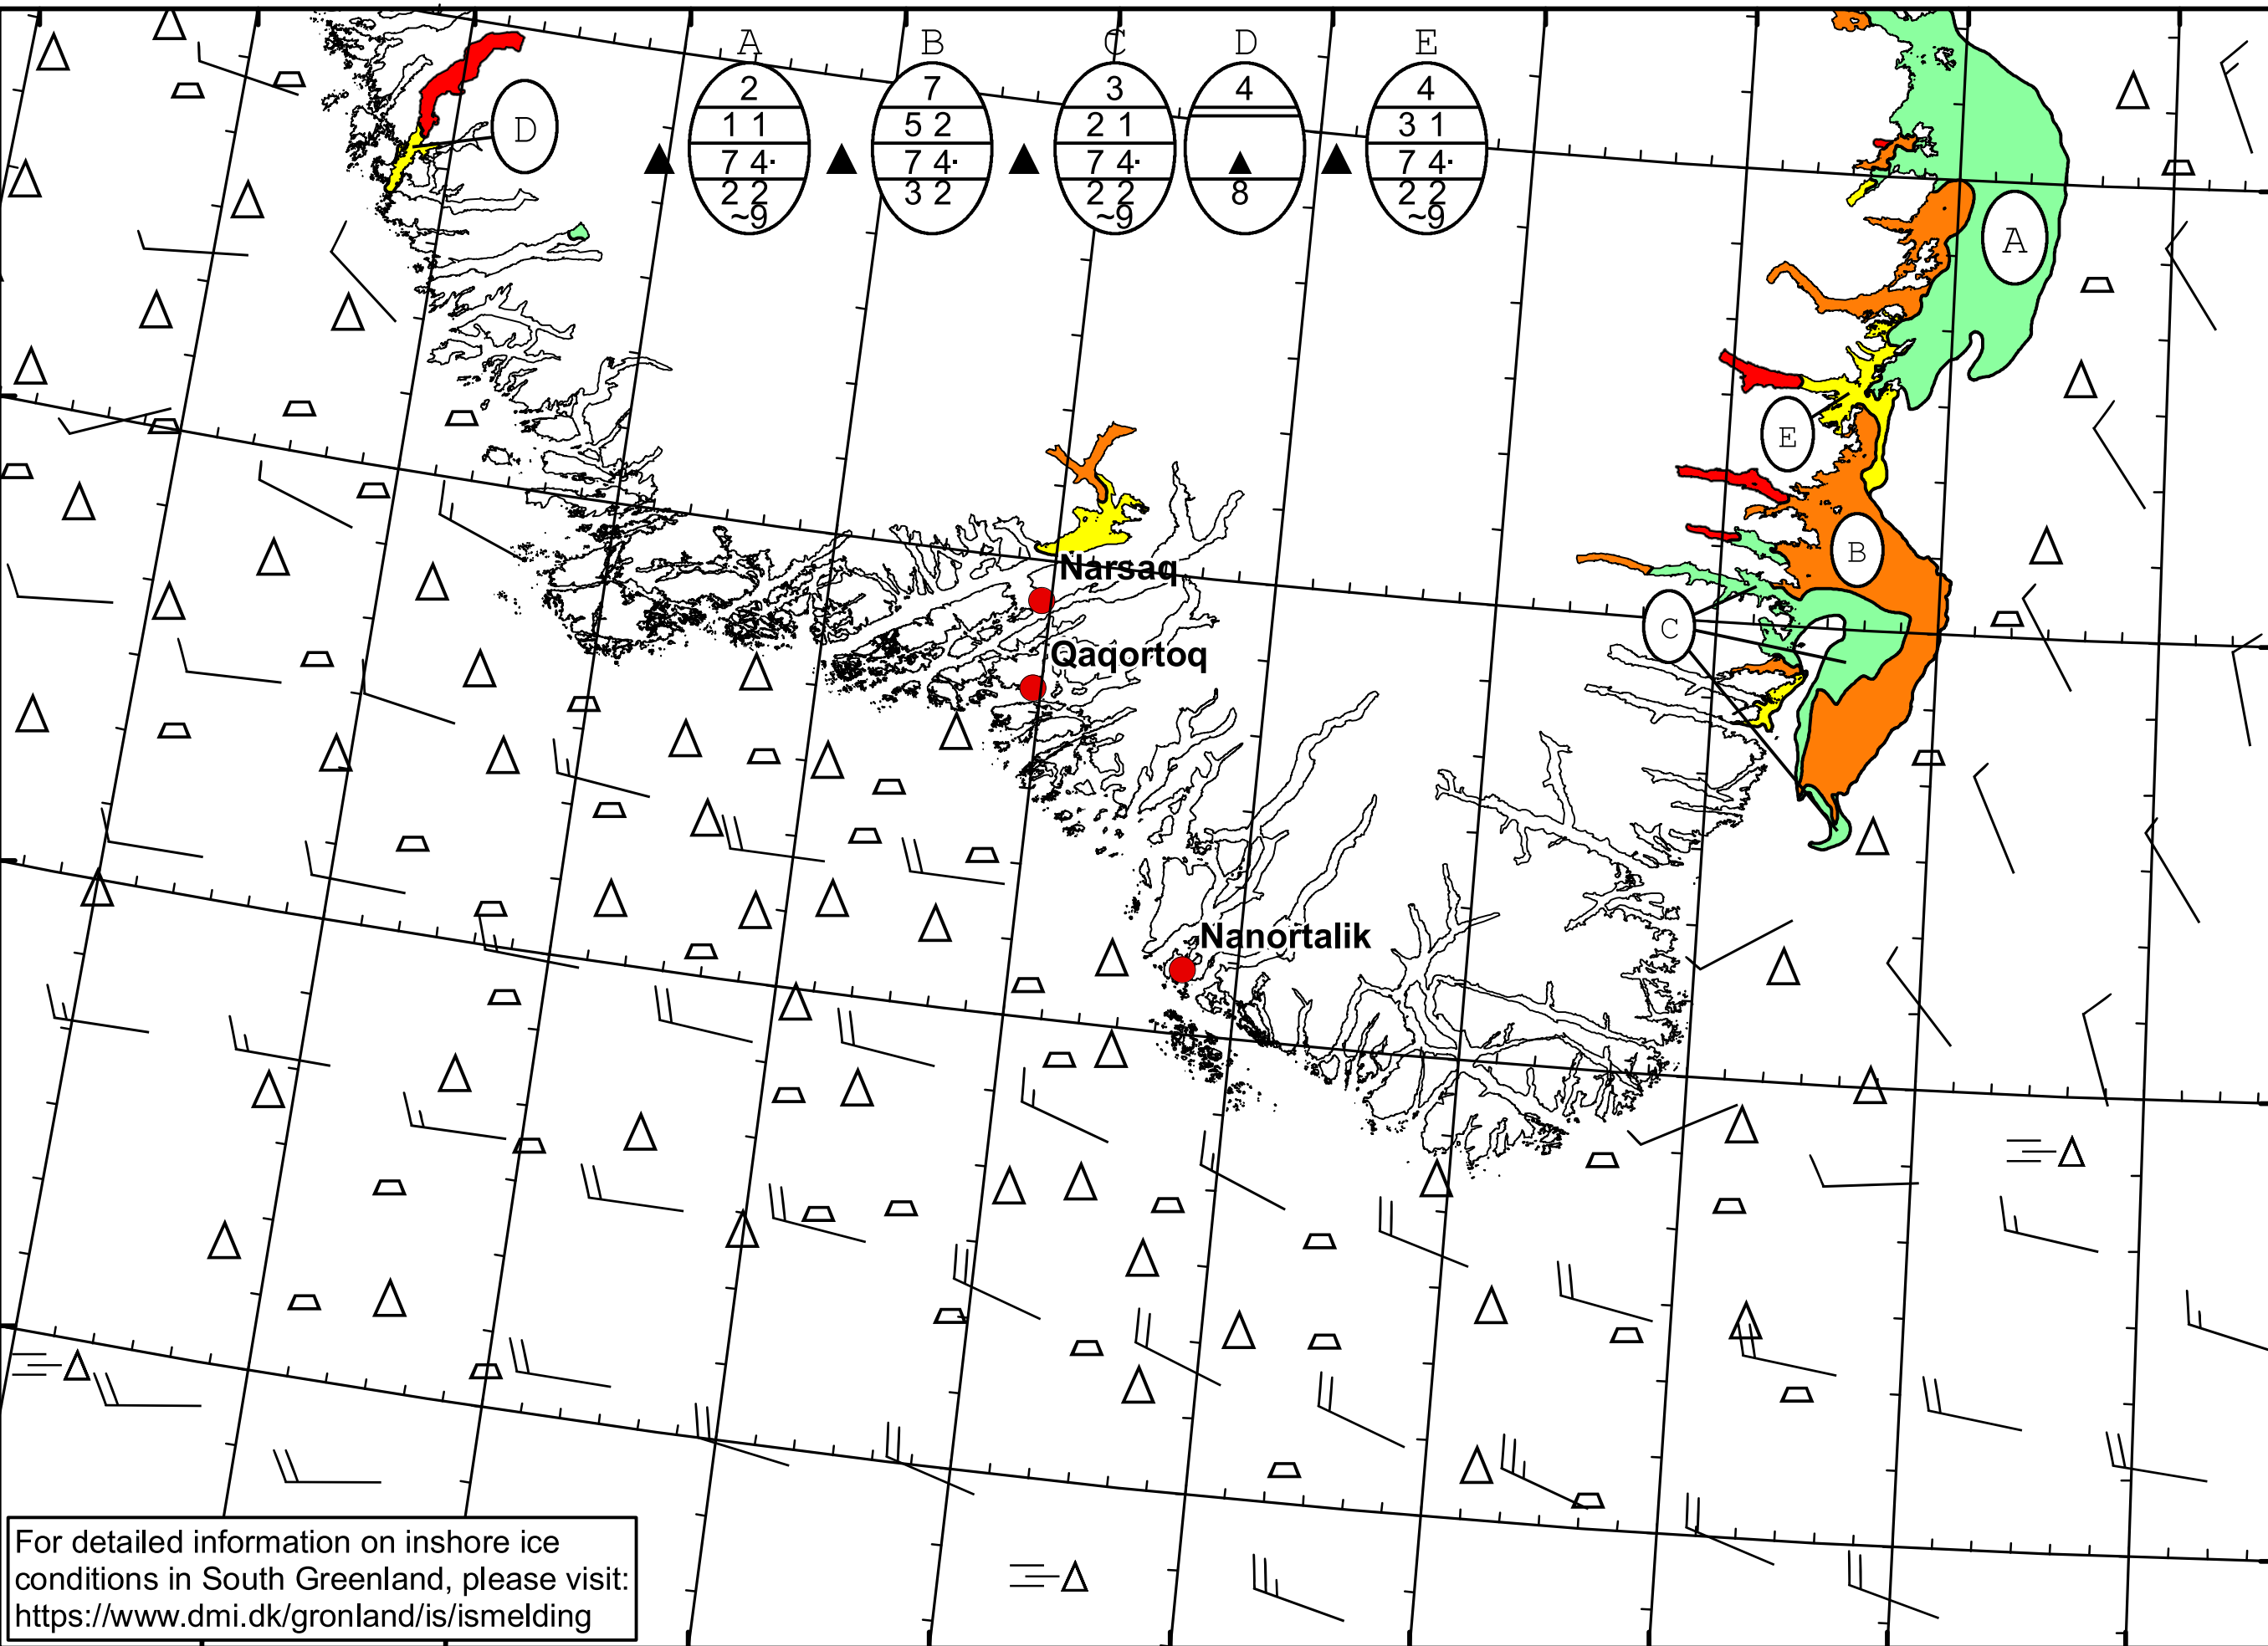 A B C D E
2 7 3 4 4
1 1 5 2 2 1 3 1
7 4· 7 4· 7 4· 7 4·
2 2 3 2 2 2 8 2 2
~9 ~9 ~9
D
A
E
B
C
Narsaq
Qaqortoq
Nanortalik
For detailed information on inshore ice
conditions in South Greenland, please visit:
https://www.dmi.dk/gronland/is/ismelding